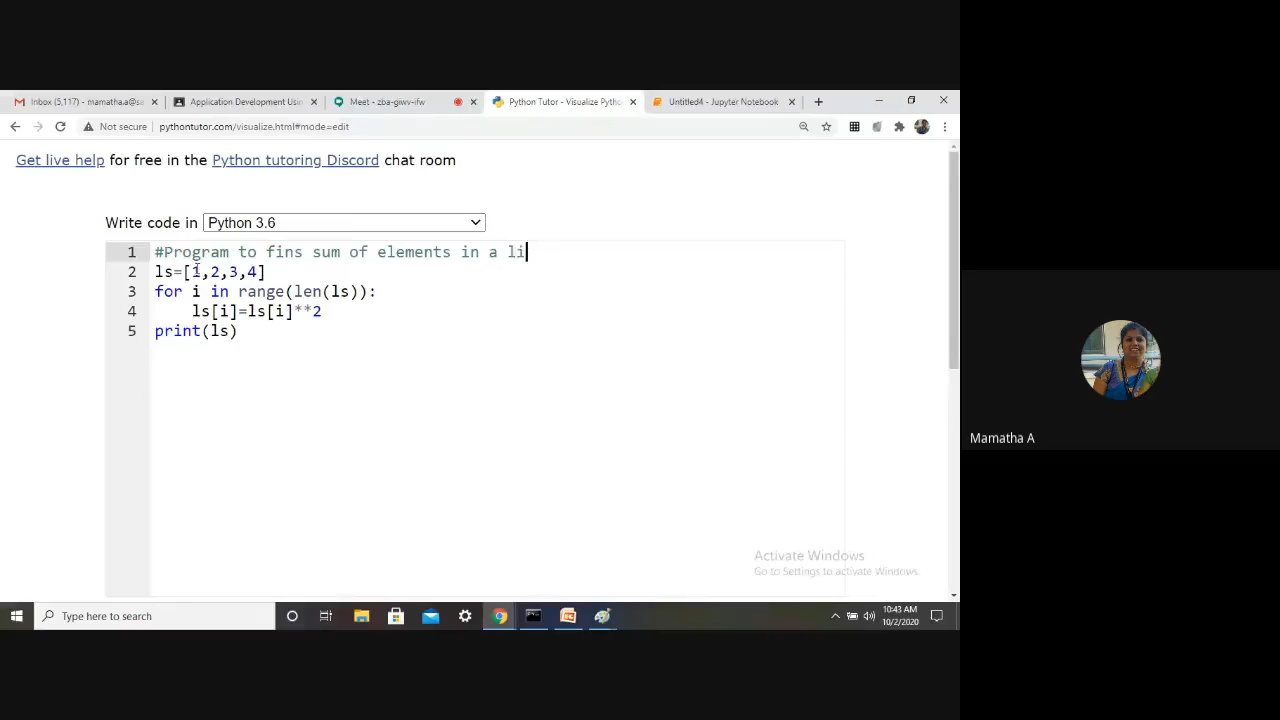 Inbox (5,117) - mamatha.a@sa
Application Development Usin
Meet - zba-giwv-ifw
Python Tutor - Visualize Pytho
Untitled4 - Jupyter Notebook
Not secure
pythontutor.com/visualize.html#mode=edit
Get live help for free in the Python tutoring Discord chat room
Write code in Python 3.6
1 #Program to fins sum of elements in a li
2 ls=[1,2,3,4]
3 for i in range(len(ls)):
4 ls[i]=ls[i]**2
5 print(ls)
Mamatha A
Activate Windows
Go to Settings to activate Windows.
Type here to search
10:43 AM
10/2/2020